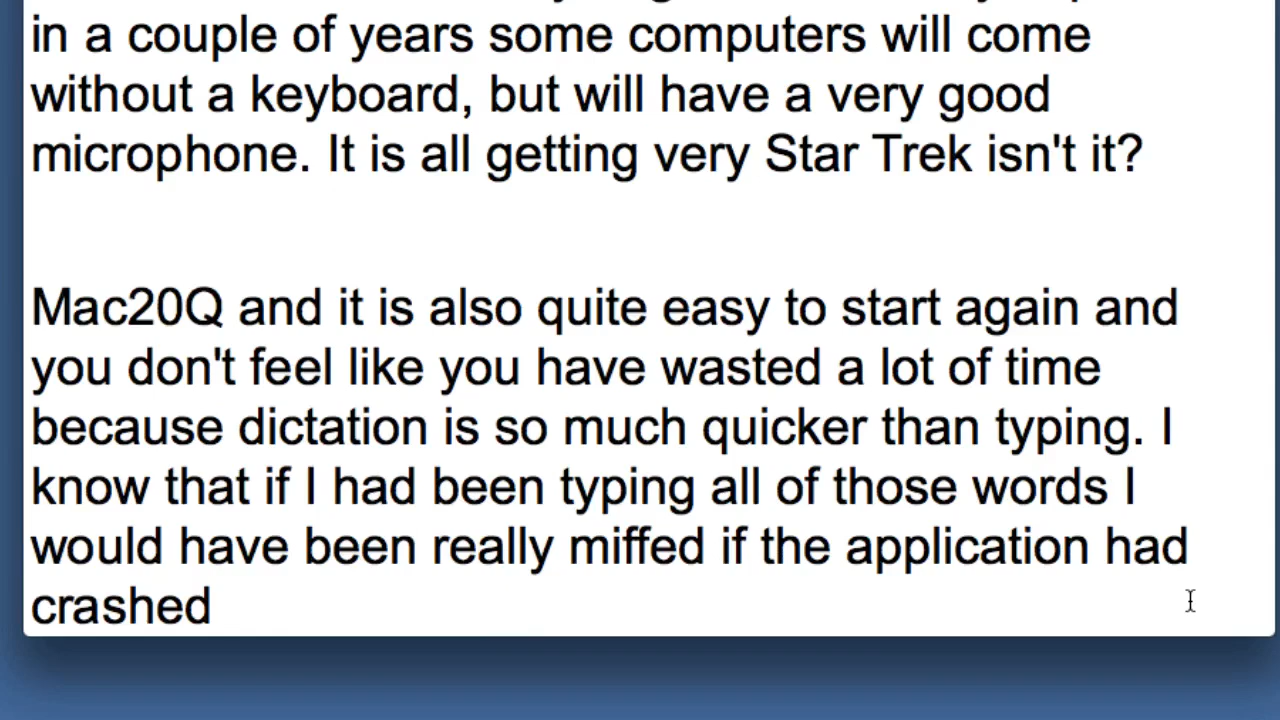 in a couple of years some computers will come
without a keyboard, but will have a very good
microphone. It is all getting very Star Trek isn't it?
Mac20Q and it is also quite easy to start again and
you don't feel like you have wasted a lot of time
because dictation is so much quicker than typing. I
know that if I had been typing all of those words I
would have been really miffed if the application had
crashed